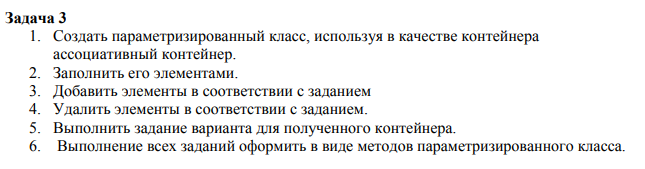 Задача 3
1. Создать параметризированный класс, используя в качестве контейнера
ассоциативный контейнер.
2. Заполнить его элементами.
3. Добавить элементы в соответствии с заданием
4. Удалить элементы в соответствии с заданием.
5. Выполнить задание варианта для полученного контейнера.
6. Выполнение всех заданий оформить в виде методов параметризированного класса.